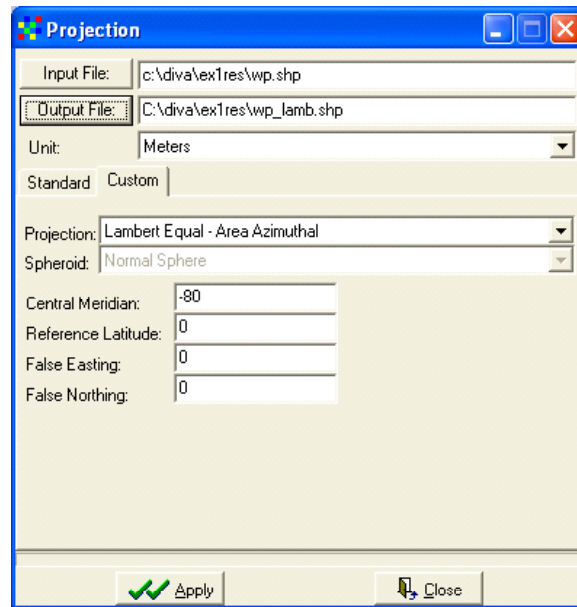 Projection
Input File: c:\diva\ex1res\wp.shp
Output File: C:\diva\ex1res\wp_lamb.shp
Unit: Meters
Standard Custom
Projection: Lambert Equal - Area Azimuthal
Spheroid: Normal Sphere
Central Meridian: -80
Reference Latitude: 0
False Easting: 0
False Northing: 0
Apply Close